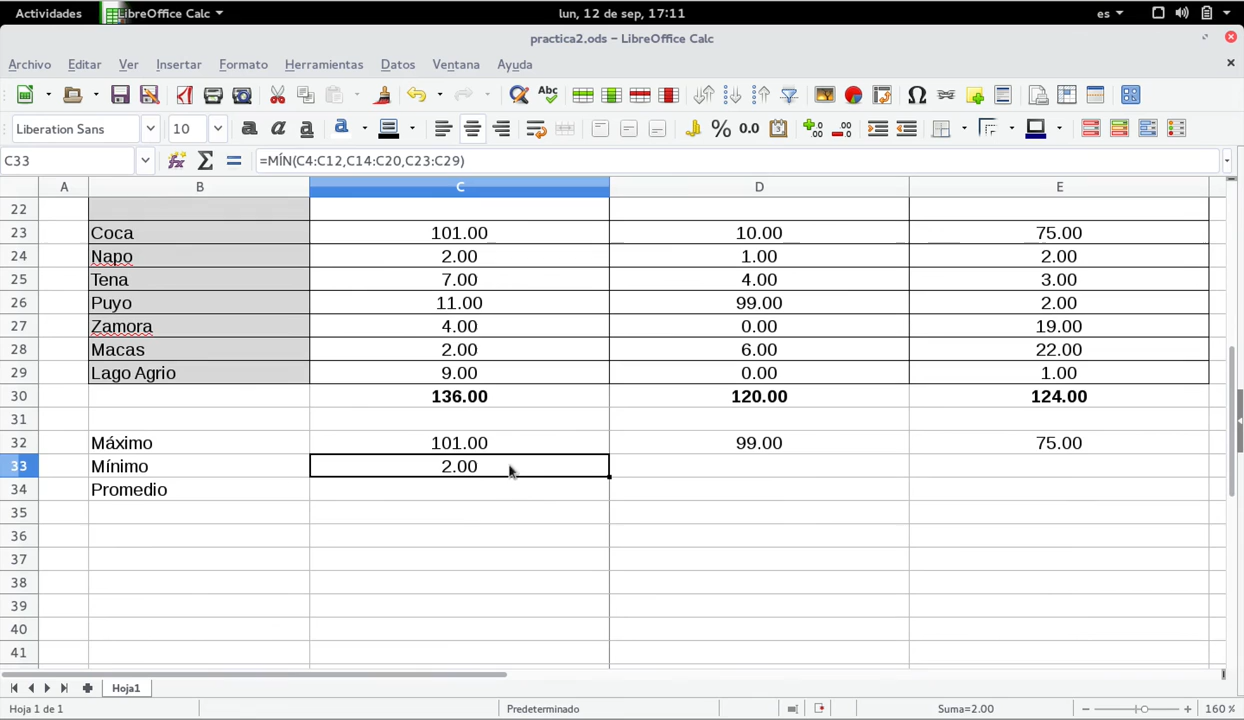 Actividades LibreOffice Calc lun, 12 de sep, 17:11 es
practica2.ods – LibreOffice Calc
Archivo Editar Ver Insertar Formato Herramientas Datos Ventana Ayuda
Liberation Sans 10
C33 =MÍN(C4:C12,C14:C20,C23:C29)
A B C D E
22
23 Coca 101.00 10.00 75.00
24 Napo 2.00 1.00 2.00
25 Tena 7.00 4.00 3.00
26 Puyo 11.00 99.00 2.00
27 Zamora 4.00 0.00 19.00
28 Macas 2.00 6.00 22.00
29 Lago Agrio 9.00 0.00 1.00
30 136.00 120.00 124.00
31
32 Máximo 101.00 99.00 75.00
33 Mínimo 2.00
34 Promedio
35
36
37
38
39
40
41
Hoja1
Hoja 1 de 1 Predeterminado Suma=2.00 160 %